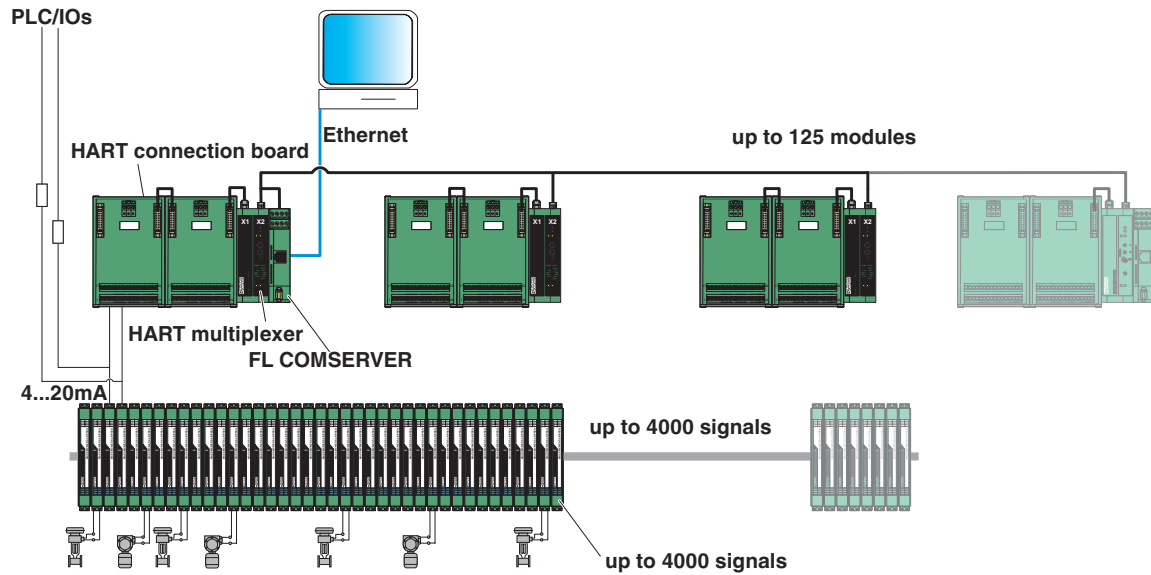 PLC/IOs
Ethernet
HART connection board
up to 125 modules
X1 X2
X1 X2
X1 X2
HART multiplexer
FL COMSERVER
4...20mA
up to 4000 signals
up to 4000 signals